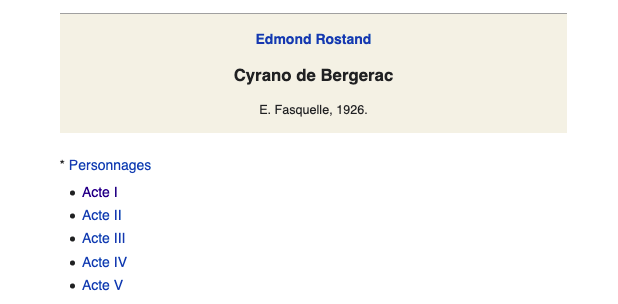 Edmond Rostand
Cyrano de Bergerac
E. Fasquelle, 1926.
* Personnages
• Acte I
• Acte II
• Acte III
• Acte IV
• Acte V